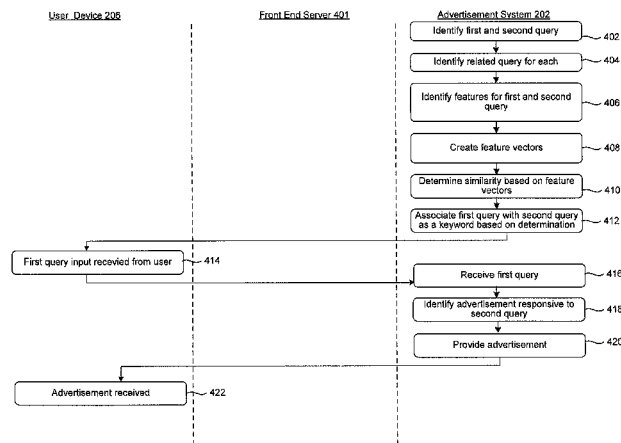 User Device 206
Front End Server 401
Advertisement System 202
Identify first and second query
402
Identify related query for each
404
Identify features for first and second
query
406
Create feature vectors
408
Determine similarity based on feature
vectors
410
Associate first query with second query
as a keyword based on determination
412
First query input recevied from user
414
Receive first query
416
Identify advertisement responsive to
second query
418
Provide advertisement
420
Advertisement received
422